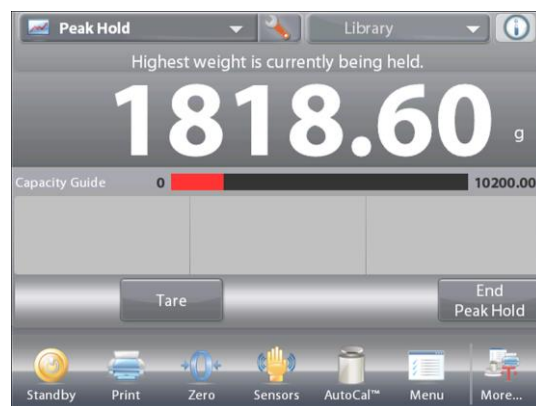 Peak Hold
Library
Highest weight is currently being held.
1818.60 g
Capacity Guide 0 10200.00
Tare
End
Peak Hold
Standby Print Zero Sensors AutoCal™ Menu More...